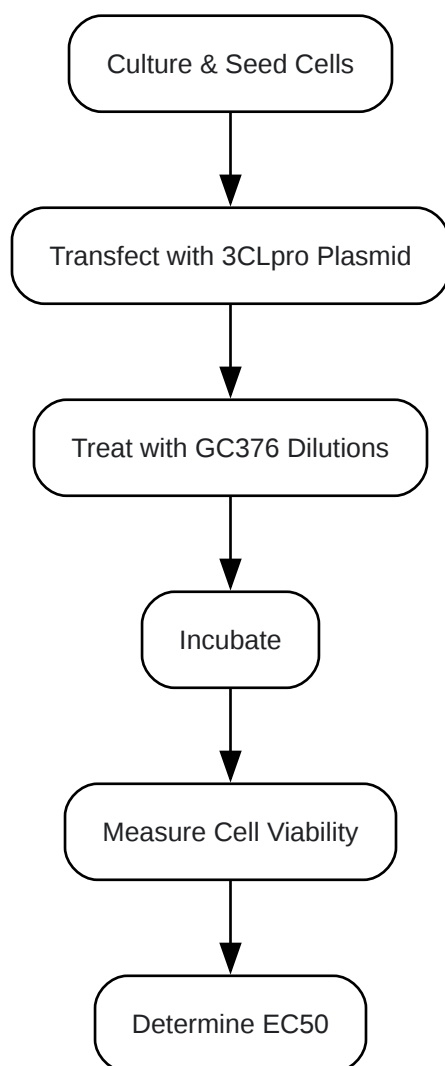 Culture & Seed Cells
Transfect with 3CLpro Plasmid
Treat with GC376 Dilutions
Incubate
Measure Cell Viability
Determine EC50